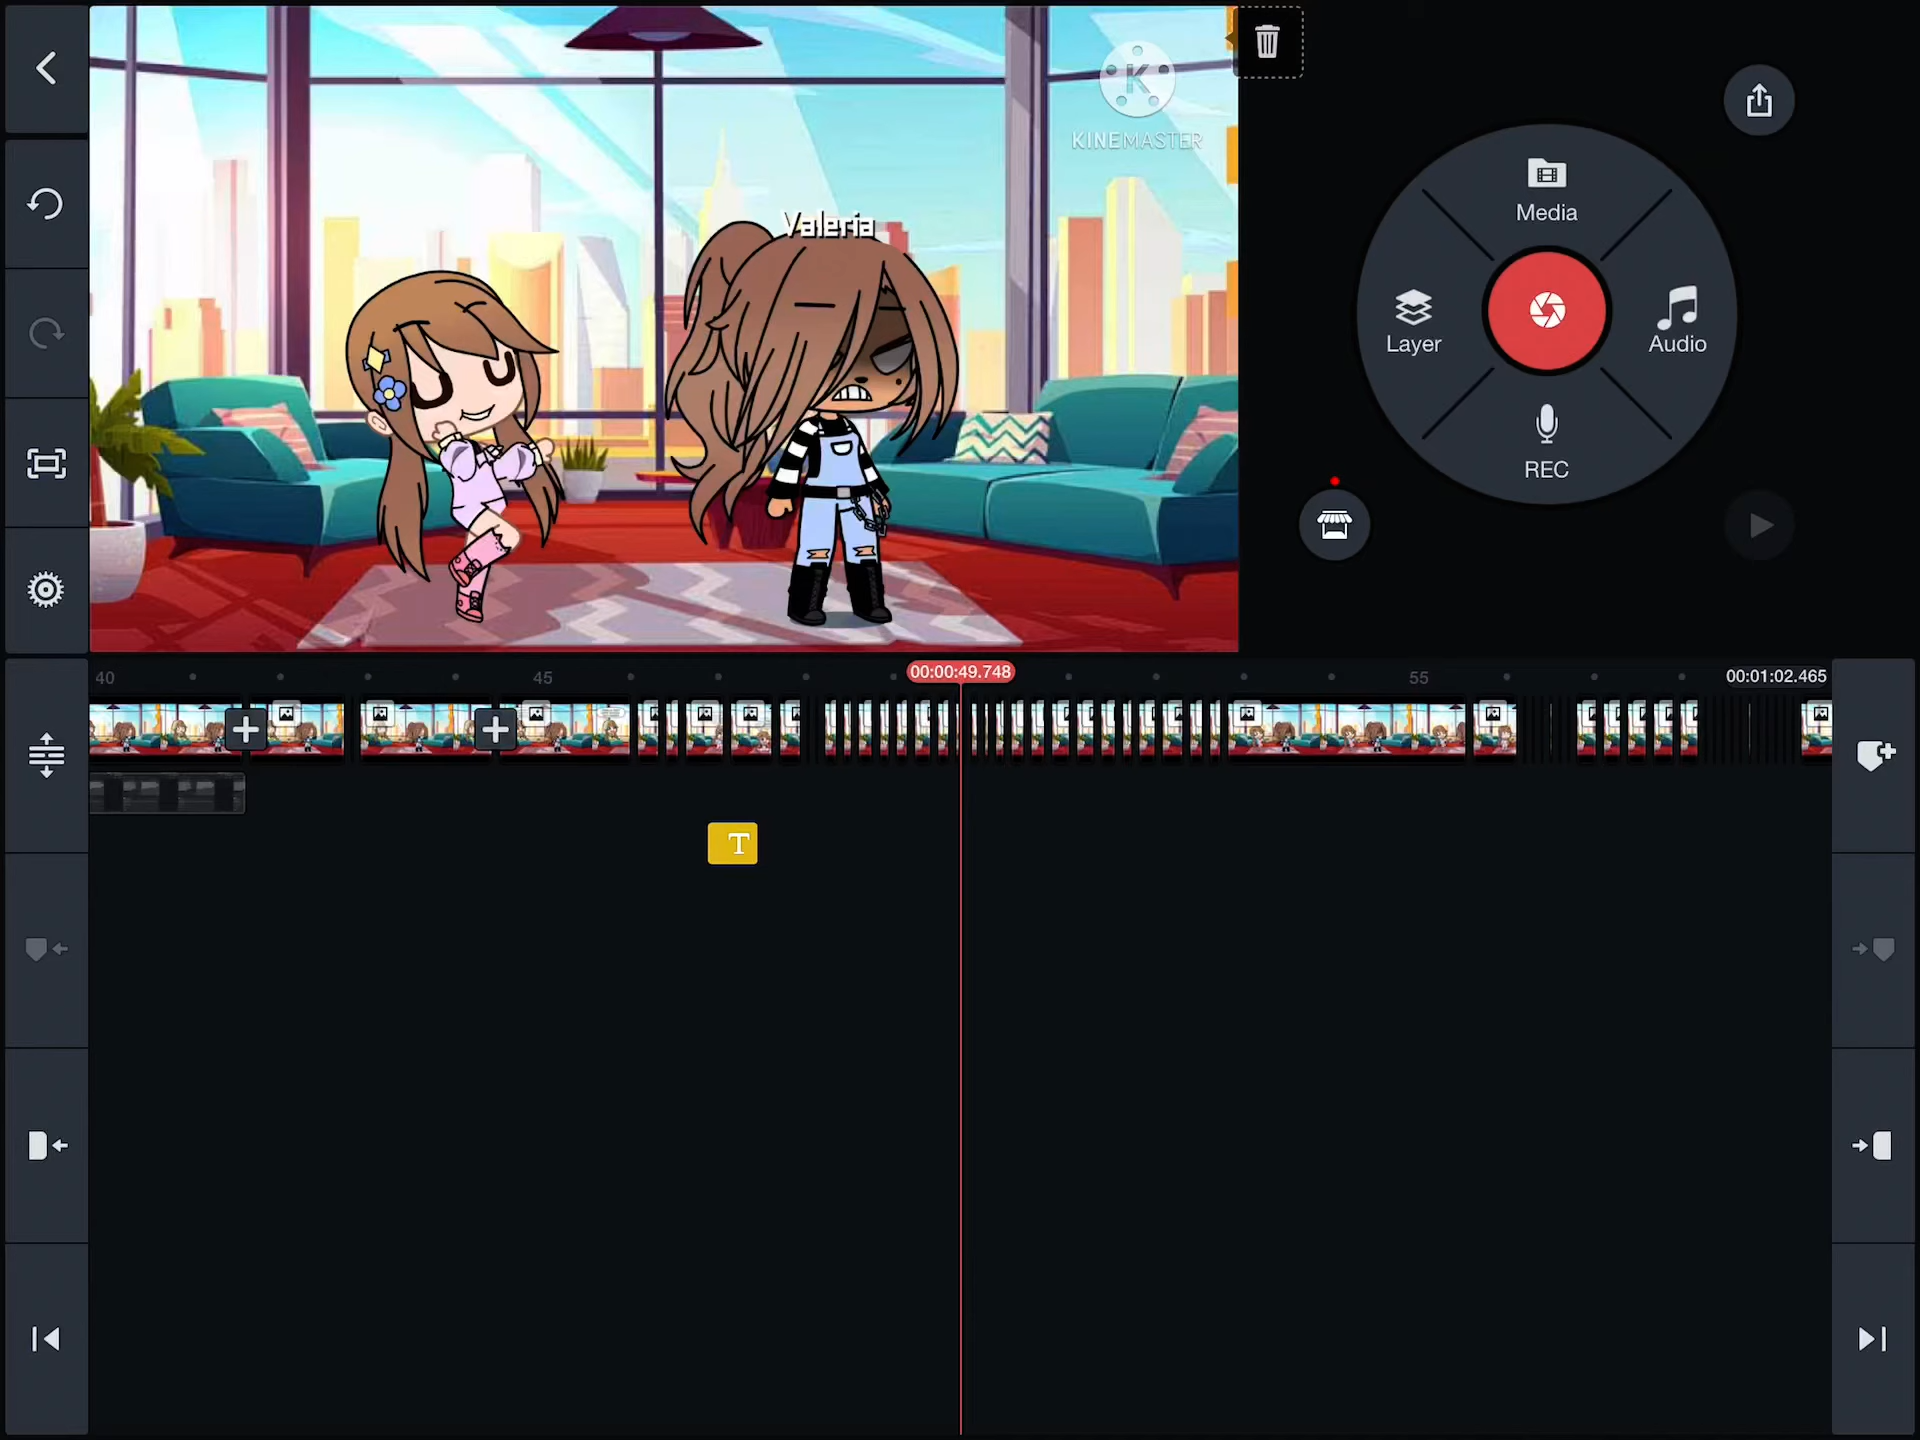 KINEMASTER
Valeria
Media
Layer
Audio
REC
40
45
00:00:49.748
55
00:01:02.465
T